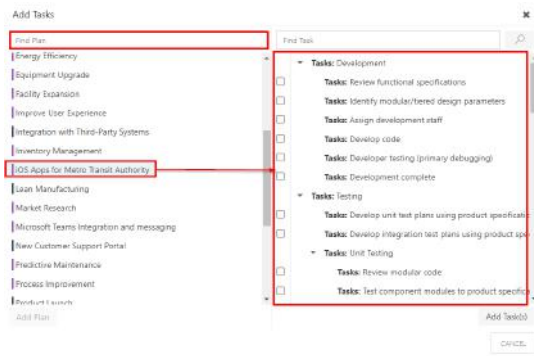 Add Tasks
Find Plan
Energy Efficiency
Equipment Upgrade
Facility Expansion
Improve User Experience
Integration with Third-Party Systems
Inventory Management
iOS Apps for Metro Transit Authority
Lean Manufacturing
Market Research
Microsoft Teams Integration and messaging
New Customer Support Portal
Predictive Maintenance
Process Improvement
Product Launch
Add Plan
Find Task
Tasks: Development
Tasks: Review functional specifications
Tasks: Identify modular/tiered design parameters
Tasks: Assign development staff
Tasks: Develop code
Tasks: Developer testing (primary debugging)
Tasks: Development complete
Tasks: Testing
Tasks: Develop unit test plans using product specificatio
Tasks: Develop integration test plans using product spe
Tasks: Unit Testing
Tasks: Review modular code
Tasks: Test component modules to product specifica
Add Task(s)
CANCEL